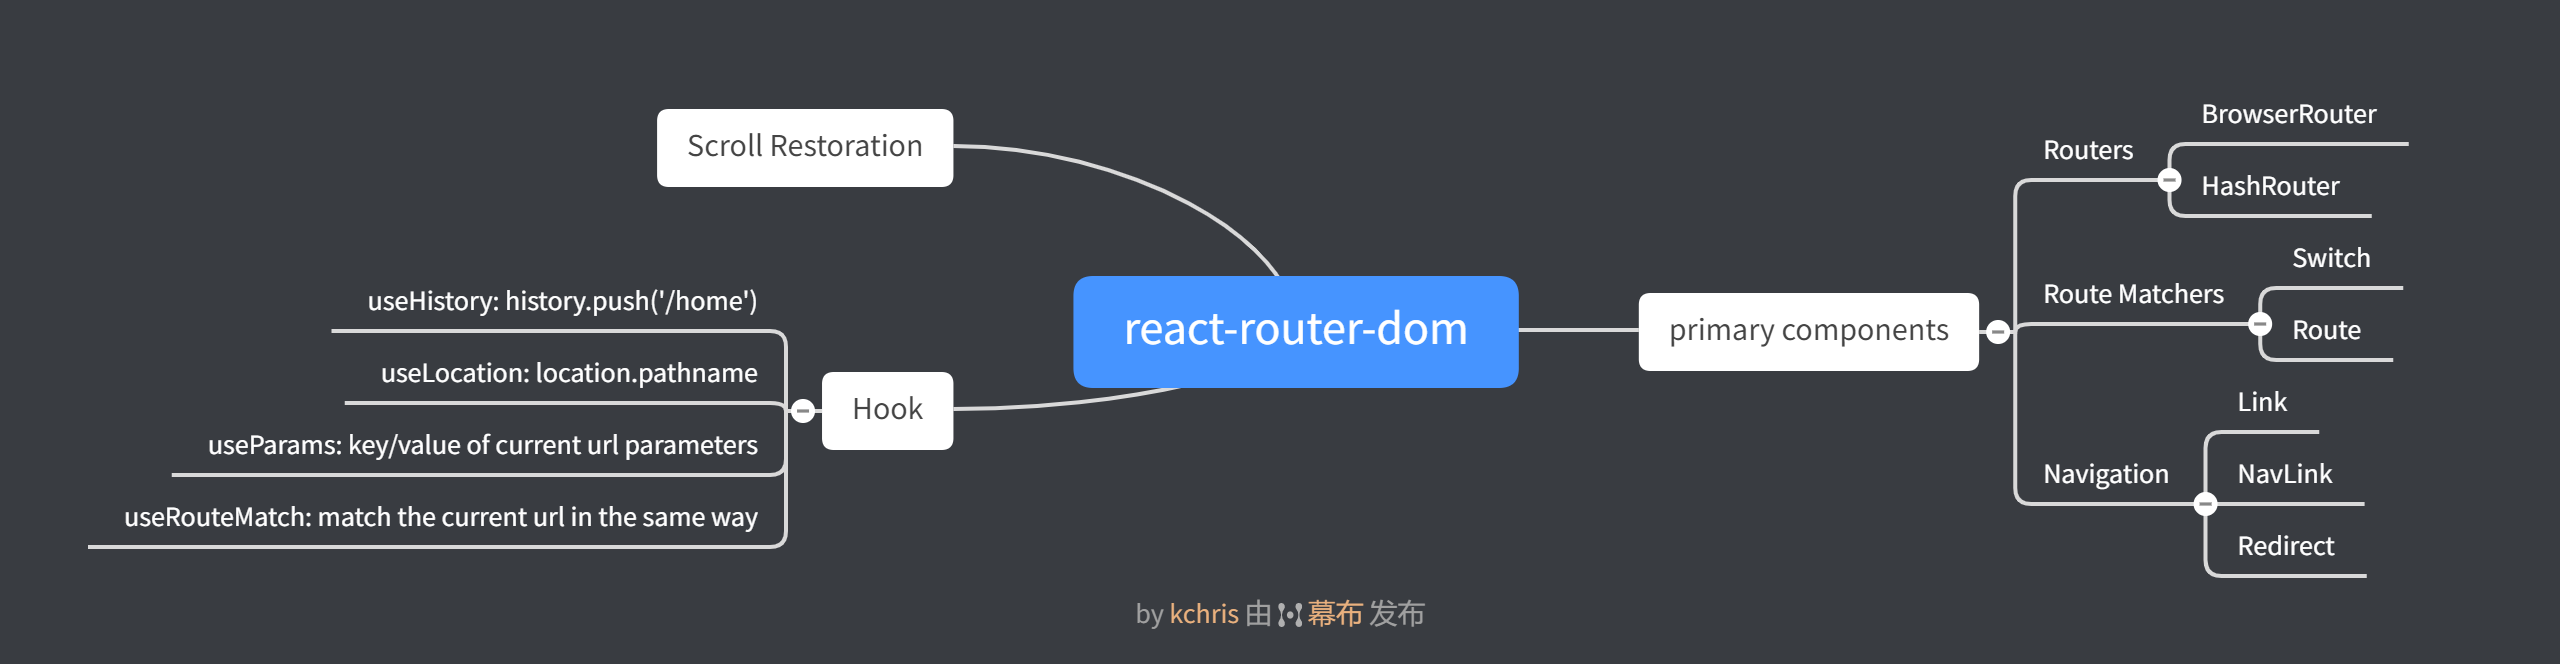 react-router-dom
Scroll Restoration
Hook
useHistory: history.push('/home')
useLocation: location.pathname
useParams: key/value of current url parameters
useRouteMatch: match the current url in the same way
primary components
Routers
BrowserRouter
HashRouter
Route Matchers
Switch
Route
Navigation
Link
NavLink
Redirect
by kchris 由 幕布 发布